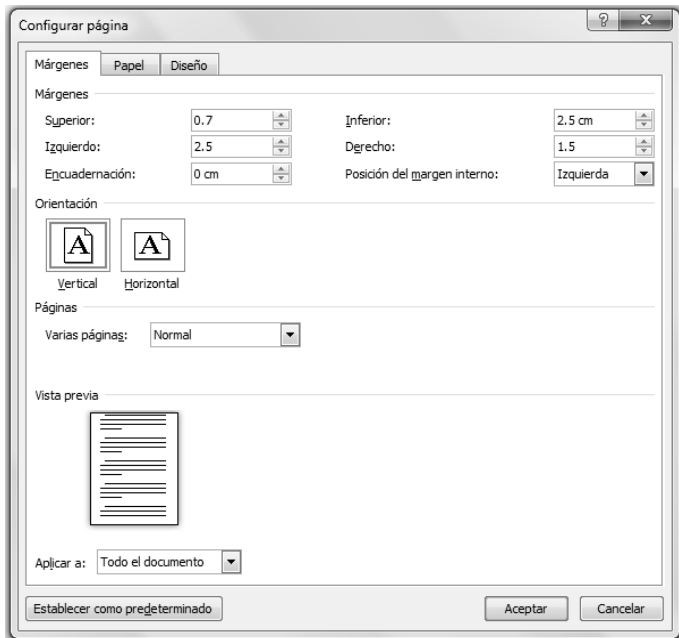 Configurar página
Márgenes Papel Diseño
Márgenes
Superior: 0.7 Inferior: 2.5 cm
Izquierdo: 2.5 Derecho: 1.5
Encuadernación: 0 cm Posición del margen interno: Izquierda
Orientación
A A
Vertical Horizontal
Páginas
Varias páginas: Normal
Vista previa
Aplicar a: Todo el documento
Establecer como predeterminado Aceptar Cancelar